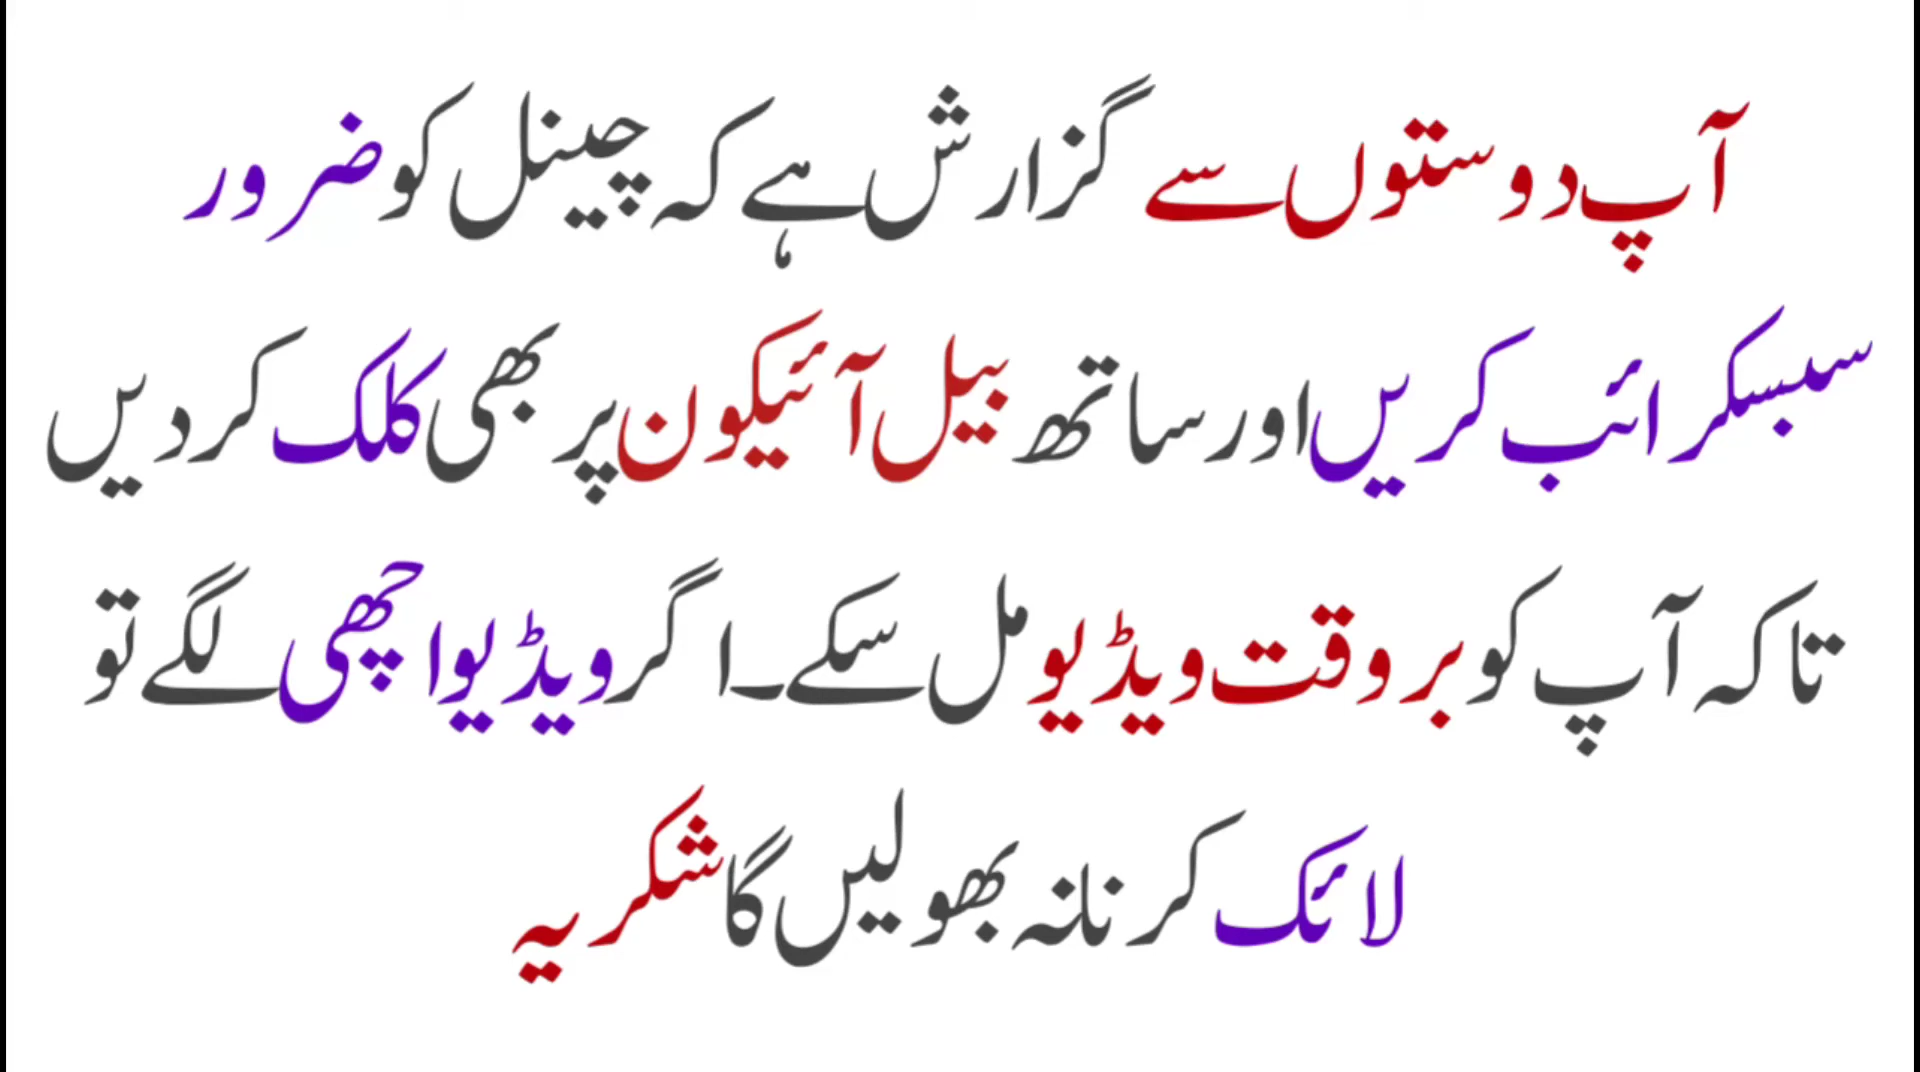 آپ دوستوں سے گزارش ہے کہ چینل کو ضرور
سبسکرائب کریں اور ساتھ بیل آئیکون پر بھی کلک کر دیں
تاکہ آپ کو بروقت ویڈیو مل سکے۔ اگر ویڈیو اچھی لگے تو
لائک کرنا نہ بھولیں گا شکریہ